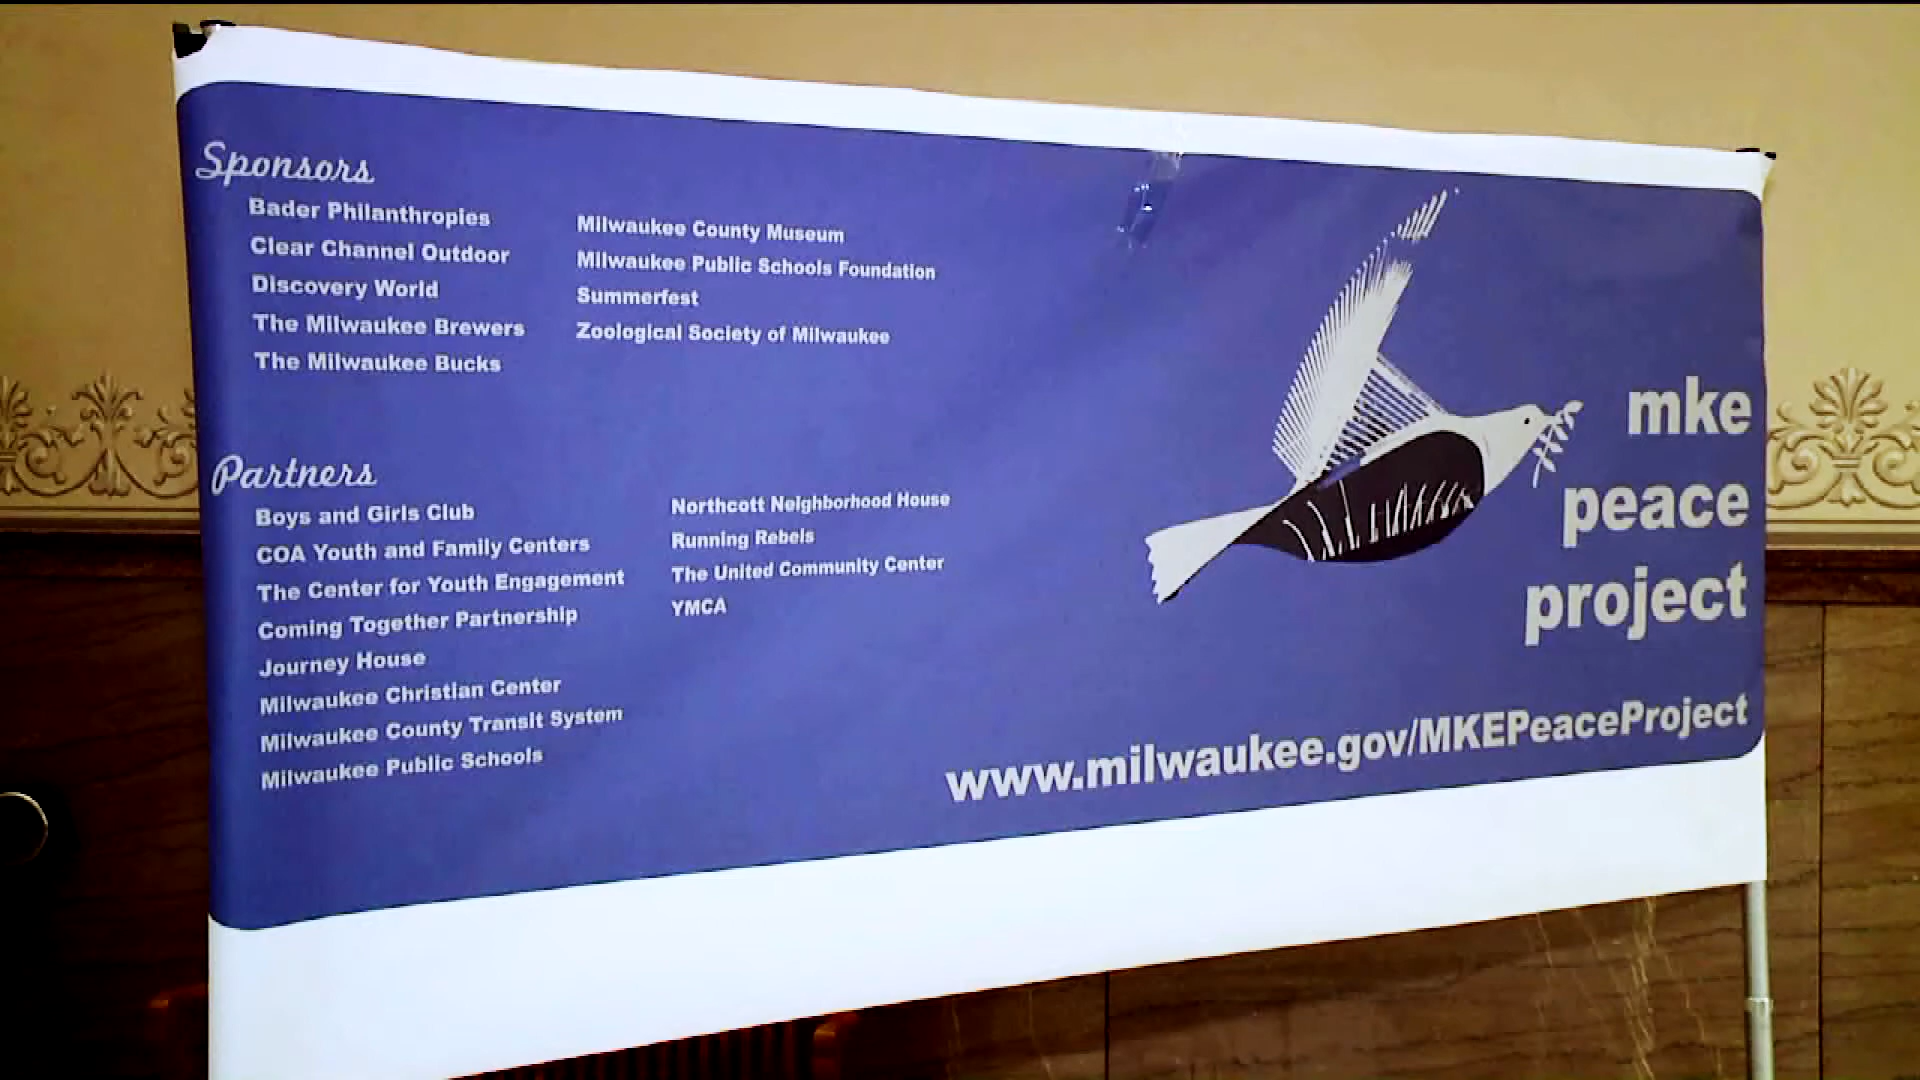 Sponsors
Bader Philanthropies
Clear Channel Outdoor
Discovery World
The Milwaukee Brewers
The Milwaukee Bucks
Milwaukee County Museum
Milwaukee Public Schools Foundation
Summerfest
Zoological Society of Milwaukee
Partners
Boys and Girls Club
COA Youth and Family Centers
The Center for Youth Engagement
Coming Together Partnership
Journey House
Milwaukee Christian Center
Milwaukee County Transit System
Milwaukee Public Schools
Northcott Neighborhood House
Running Rebels
The United Community Center
YMCA
mke
peace
project
www.milwaukee.gov/MKEPeaceProject